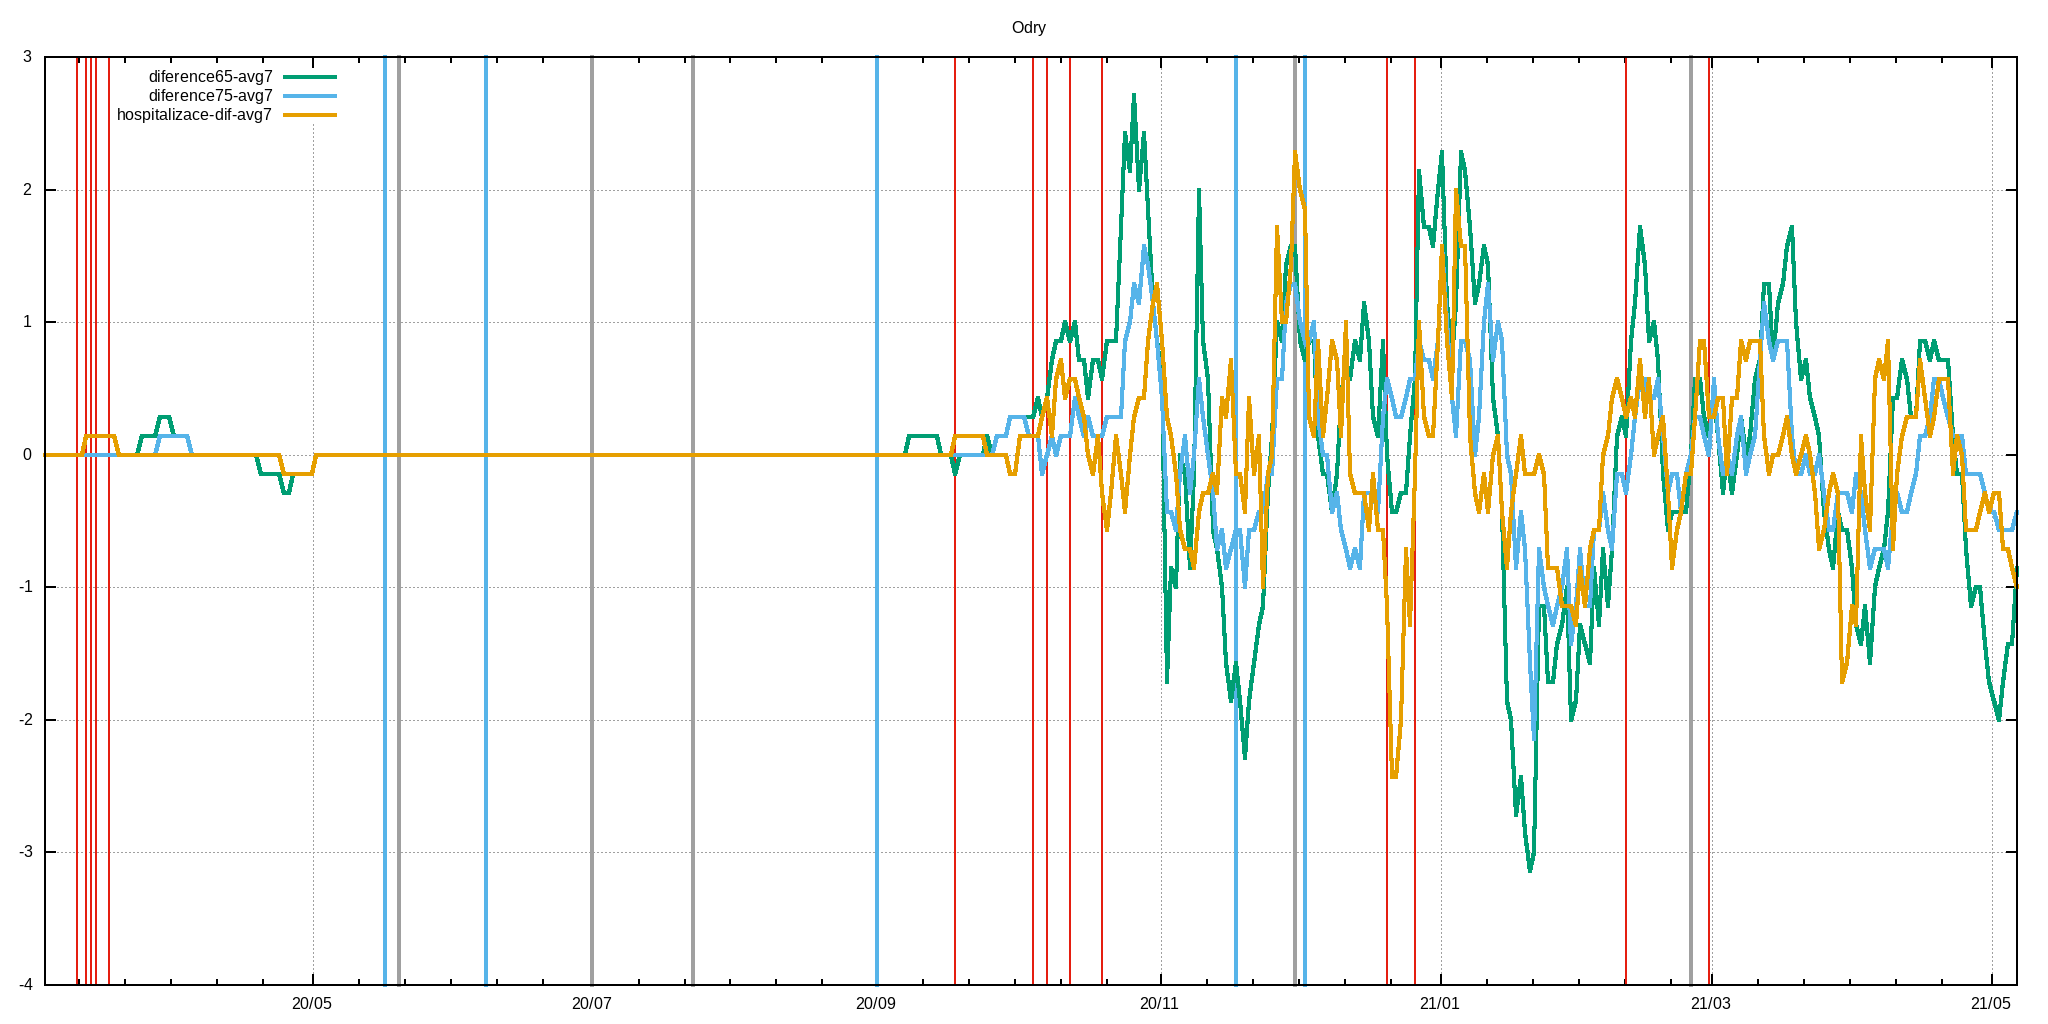 Odry
3
diference65-avg7
diference75-avg7
hospitalizace-dif-avg7
2
1
0
-1
-2
-3
-4
20/05 20/07 20/09 20/11 21/01 21/03 21/05